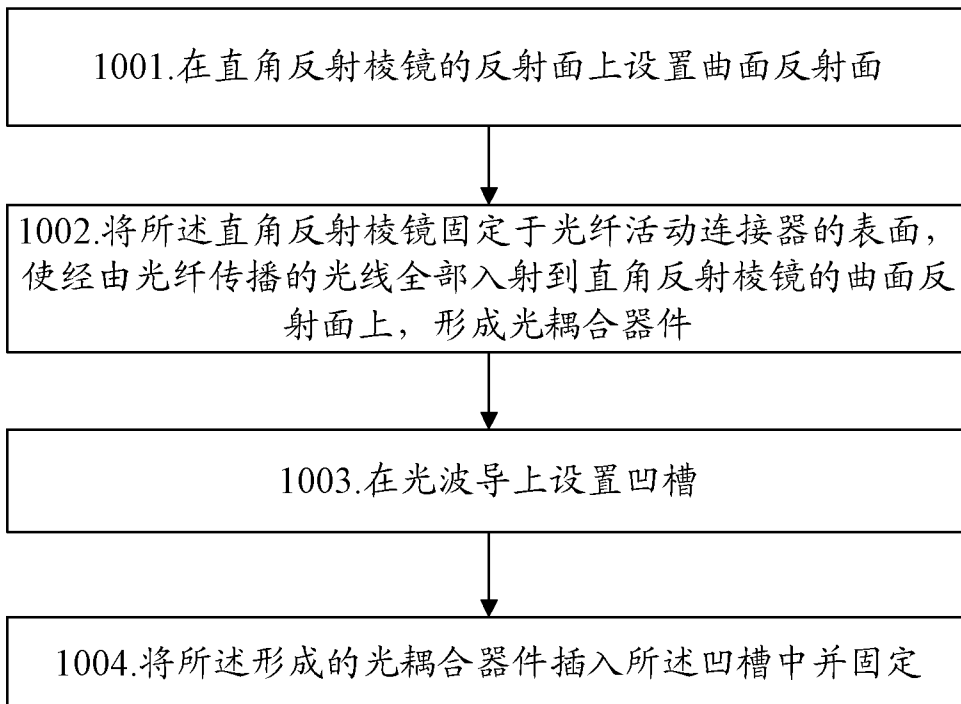 1001.在直角反射棱镜的反射面上设置曲面反射面
1002.将所述直角反射棱镜固定于光纤活动连接器的表面，
使经由光纤传播的光线全部入射到直角反射棱镜的曲面反
射面上，形成光耦合器件
1003.在光波导上设置凹槽
1004.将所述形成的光耦合器件插入所述凹槽中并固定